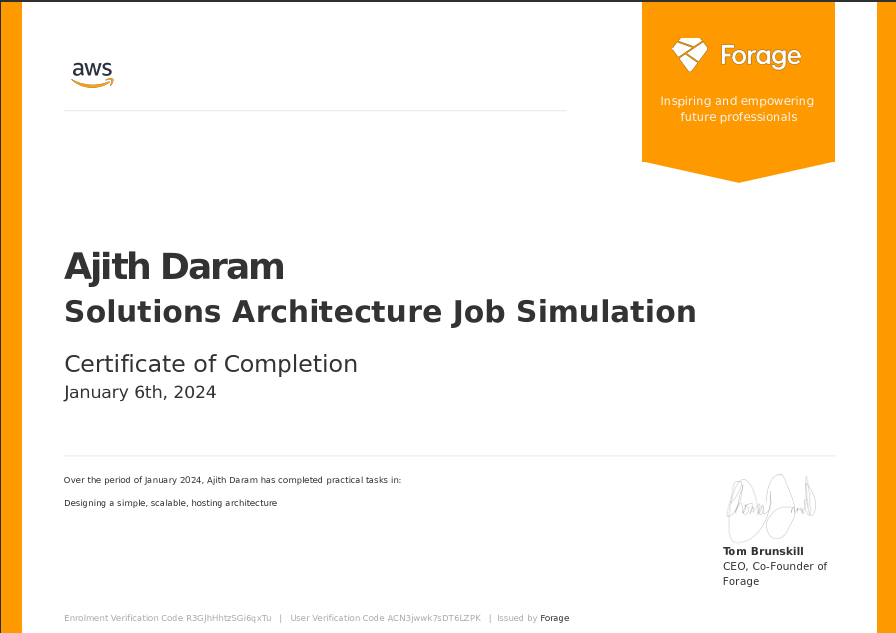 aws
Forage
Inspiring and empowering
future professionals
Ajith Daram
Solutions Architecture Job Simulation
Certificate of Completion
January 6th, 2024
Over the period of January 2024, Ajith Daram has completed practical tasks in:
Designing a simple, scalable, hosting architecture
Tom Brunskill
CEO, Co-Founder of
Forage
Enrolment Verification Code R3GJhHhtzSGi6qxTu | User Verification Code ACN3jwwk7sDT6LZPK | Issued by Forage